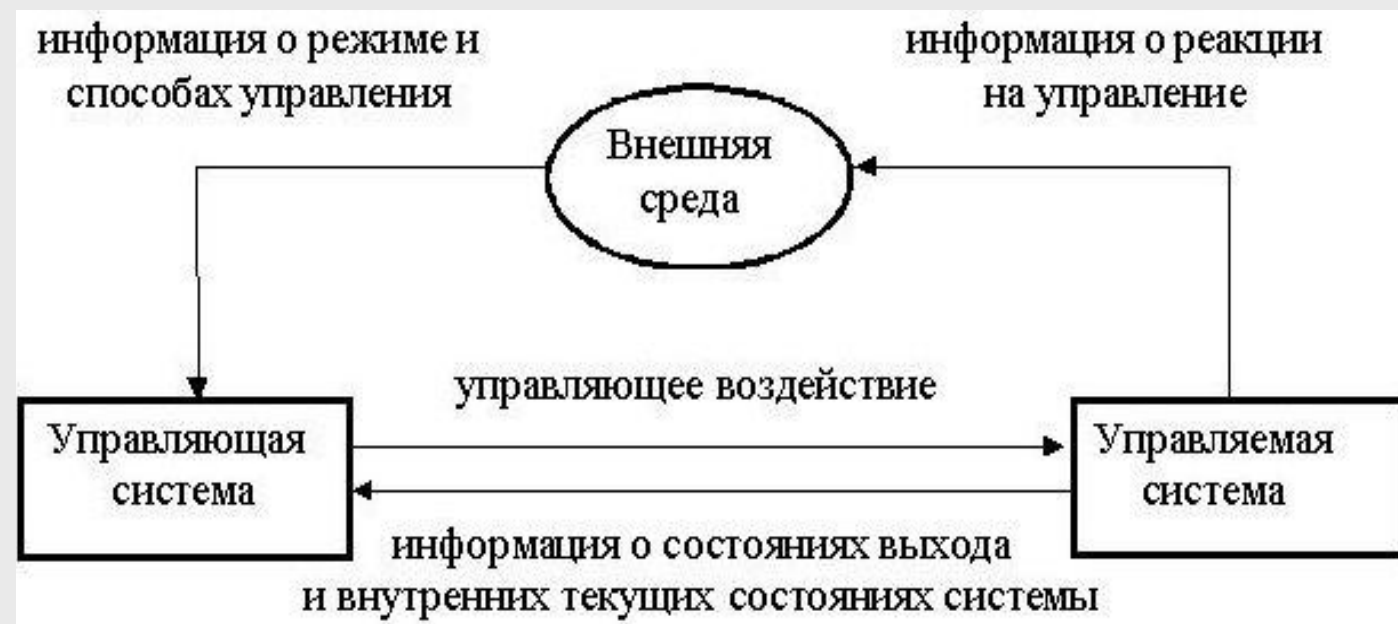 информация о режиме и
способах управления
информация о реакции
на управление
Внешняя
среда
управляющее воздействие
Управляющая
система
Управляемая
система
информация о состояниях выхода
и внутренних текущих состояниях системы